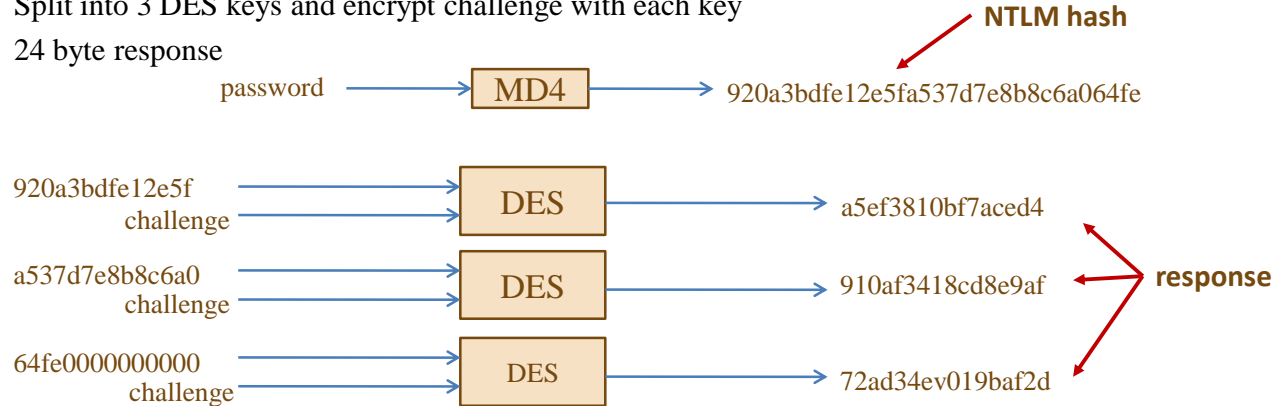 Split into 3 DES keys and encrypt challenge with each key
NTLM hash
24 byte response
password
MD4
920a3bdfe12e5fa537d7e8b8c6a064fe
920a3bdfe12e5f
challenge
DES
a5ef3810bf7aced4
a537d7e8b8c6a0
challenge
DES
910af3418cd8e9af
response
64fe0000000000
challenge
DES
72ad34ev019baf2d